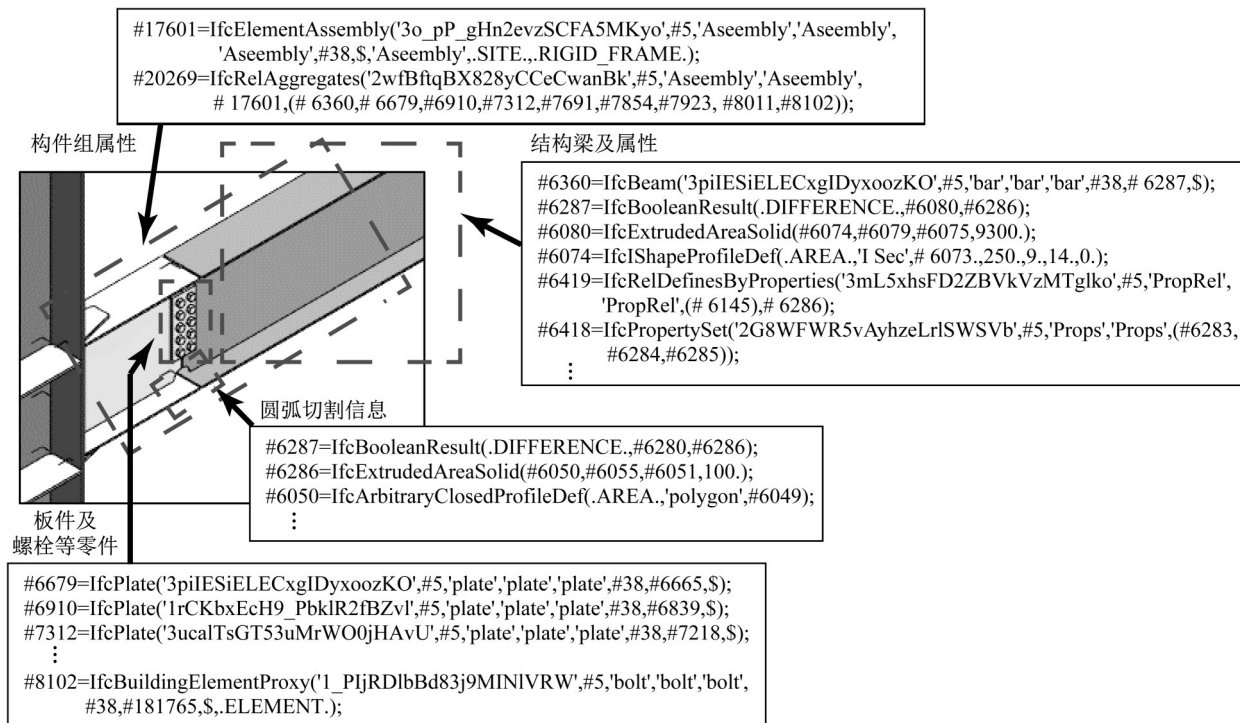 #17601=IfcElementAssembly('3o_pP_gHn2evzSCFA5MKyo',#5,'Aseembly','Aseembly',
'Aseembly',#38,$,'Aseembly',.SITE.,.RIGID_FRAME.);
#20269=IfcRelAggregates('2wfBftqBX828yCCeCwanBk',#5,'Aseembly','Aseembly',
# 17601,(# 6360,# 6679,#6910,#7312,#7691,#7854,#7923, #8011,#8102));
构件组属性
结构梁及属性
#6360=IfcBeam('3piIESiELECxgIDyxoozKO',#5,'bar','bar','bar',#38,# 6287,$);
#6287=IfcBooleanResult(.DIFFERENCE.,#6080,#6286);
#6080=IfcExtrudedAreaSolid(#6074,#6079,#6075,9300.);
#6074=IfcIShapeProfileDef(.AREA.,'I Sec',# 6073.,250.,9.,14.,0.);
#6419=IfcRelDefinesByProperties('3mL5xhsFD2ZBVkVzMTglko',#5,'PropRel',
'PropRel',(# 6145),# 6286);
#6418=IfcPropertySet('2G8WFWR5vAyhzeLrlSWSVb',#5,'Props','Props',(#6283,
#6284,#6285));
⋮
圆弧切割信息
#6287=IfcBooleanResult(.DIFFERENCE.,#6280,#6286);
#6286=IfcExtrudedAreaSolid(#6050,#6055,#6051,100.);
#6050=IfcArbitraryClosedProfileDef(.AREA.,'polygon',#6049);
⋮
板件及
螺栓等零件
#6679=IfcPlate('3piIESiELECxgIDyxoozKO',#5,'plate','plate','plate',#38,#6665,$);
#6910=IfcPlate('1rCKbxEcH9_PbklR2fBZvl',#5,'plate','plate','plate',#38,#6839,$);
#7312=IfcPlate('3ucalTsGT53uMrWO0jHAvU',#5,'plate','plate','plate',#38,#7218,$);
⋮
#8102=IfcBuildingElementProxy('1_PIjRDlbBd83j9MINlVRW',#5,'bolt','bolt','bolt',
#38,#181765,$,.ELEMENT.);